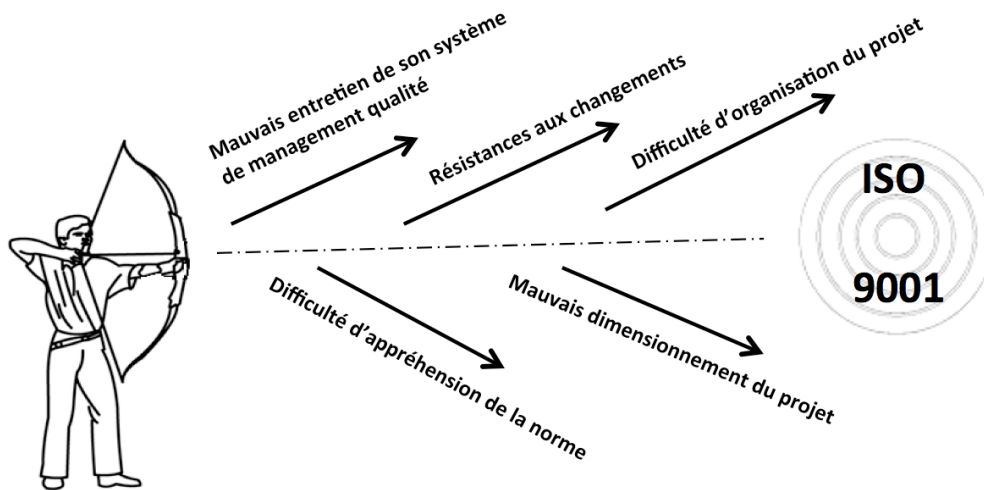 Mauvais entretien de son système
de management qualité
Résistances aux changements
Difficulté d'organisation du projet
ISO
9001
Difficulté d'appréhension de la norme
Mauvais dimensionnement du projet